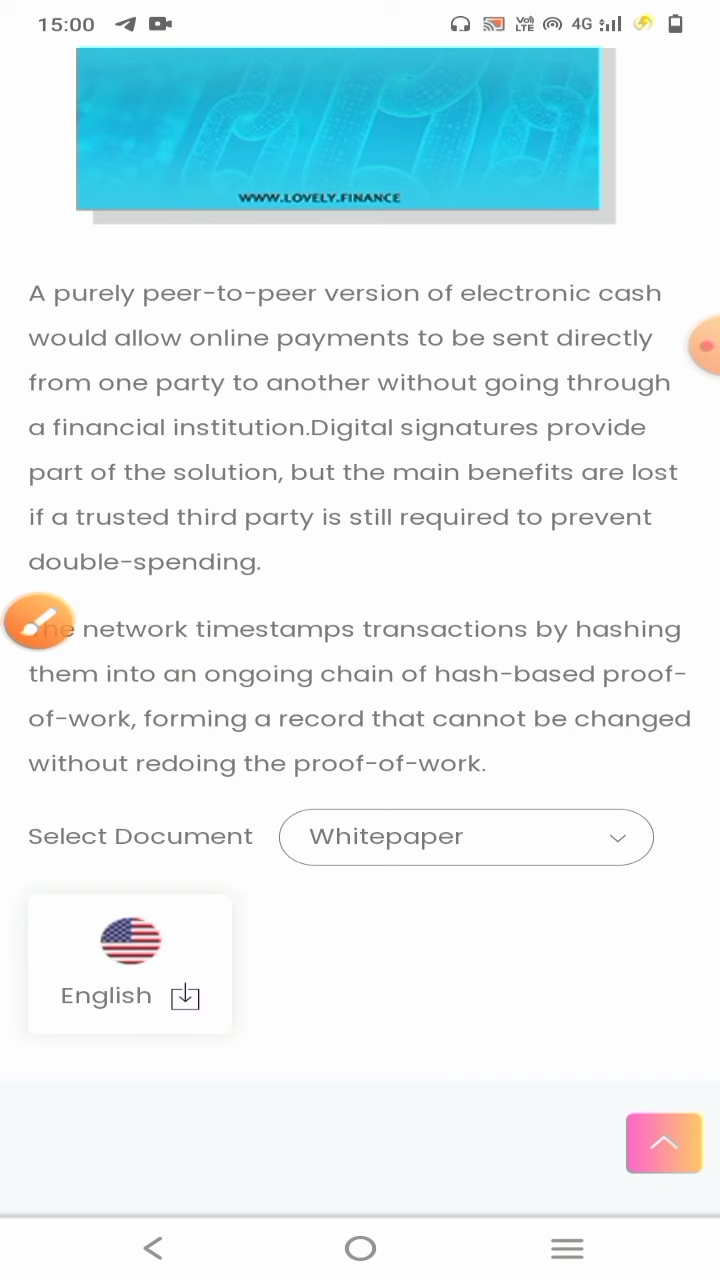 15:00
Vo) LTE 4G
WWW.LOVELY.FINANCE
A purely peer-to-peer version of electronic cash
would allow online payments to be sent directly
from one party to another without going through
a financial institution.Digital signatures provide
part of the solution, but the main benefits are lost
if a trusted third party is still required to prevent
double-spending.
The network timestamps transactions by hashing
them into an ongoing chain of hash-based proof-
of-work, forming a record that cannot be changed
without redoing the proof-of-work.
Select Document Whitepaper
English